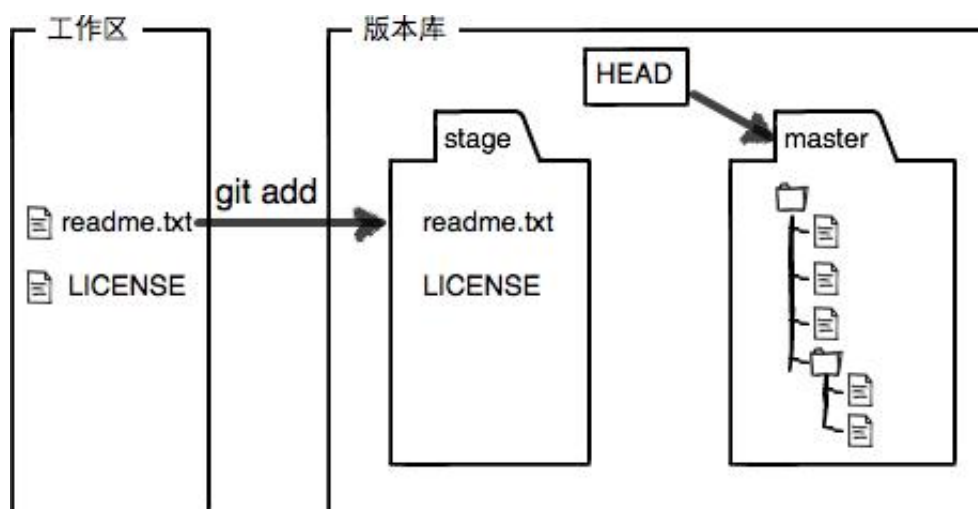 工作区
版本库
HEAD
stage
master
git add
readme.txt
readme.txt
LICENSE
LICENSE